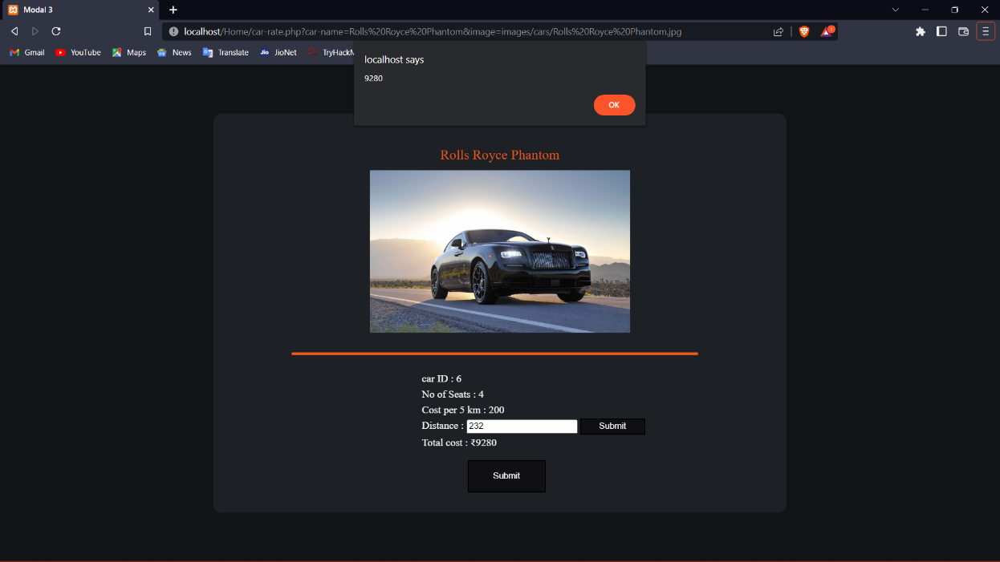 Modal 3
localhost/Home/car-rate.php?car-name=Rolls%20Royce%20Phantom&image=images/cars/Rolls%20Royce%20Phantom.jpg
Gmail YouTube Maps News Translate Jio JioNet TryHackM
localhost says
9280
OK
Rolls Royce Phantom
car ID : 6
No of Seats : 4
Cost per 5 km : 200
Distance : 232 Submit
Total cost : ₹9280
Submit